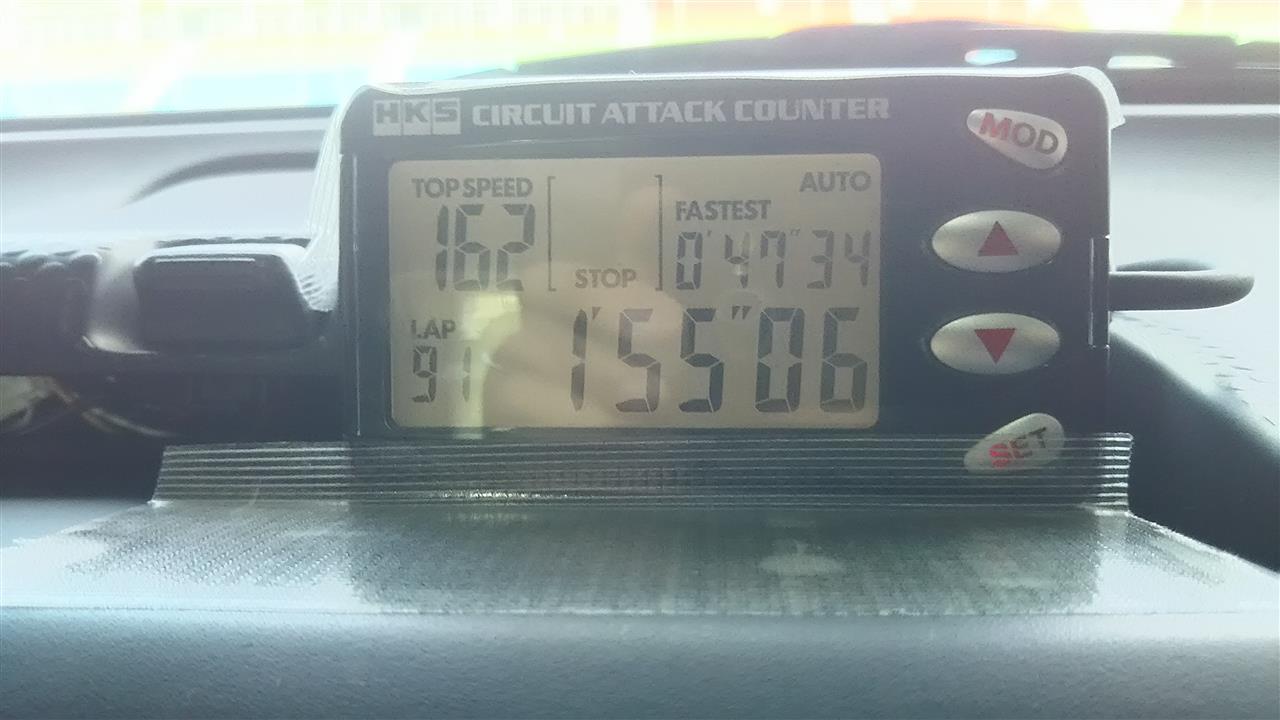 HKS CIRCUIT ATTACK COUNTER
MOD
AUTO
TOP SPEED
162
STOP
FASTEST
0'47"34
LAP
91
1'55"06
SET